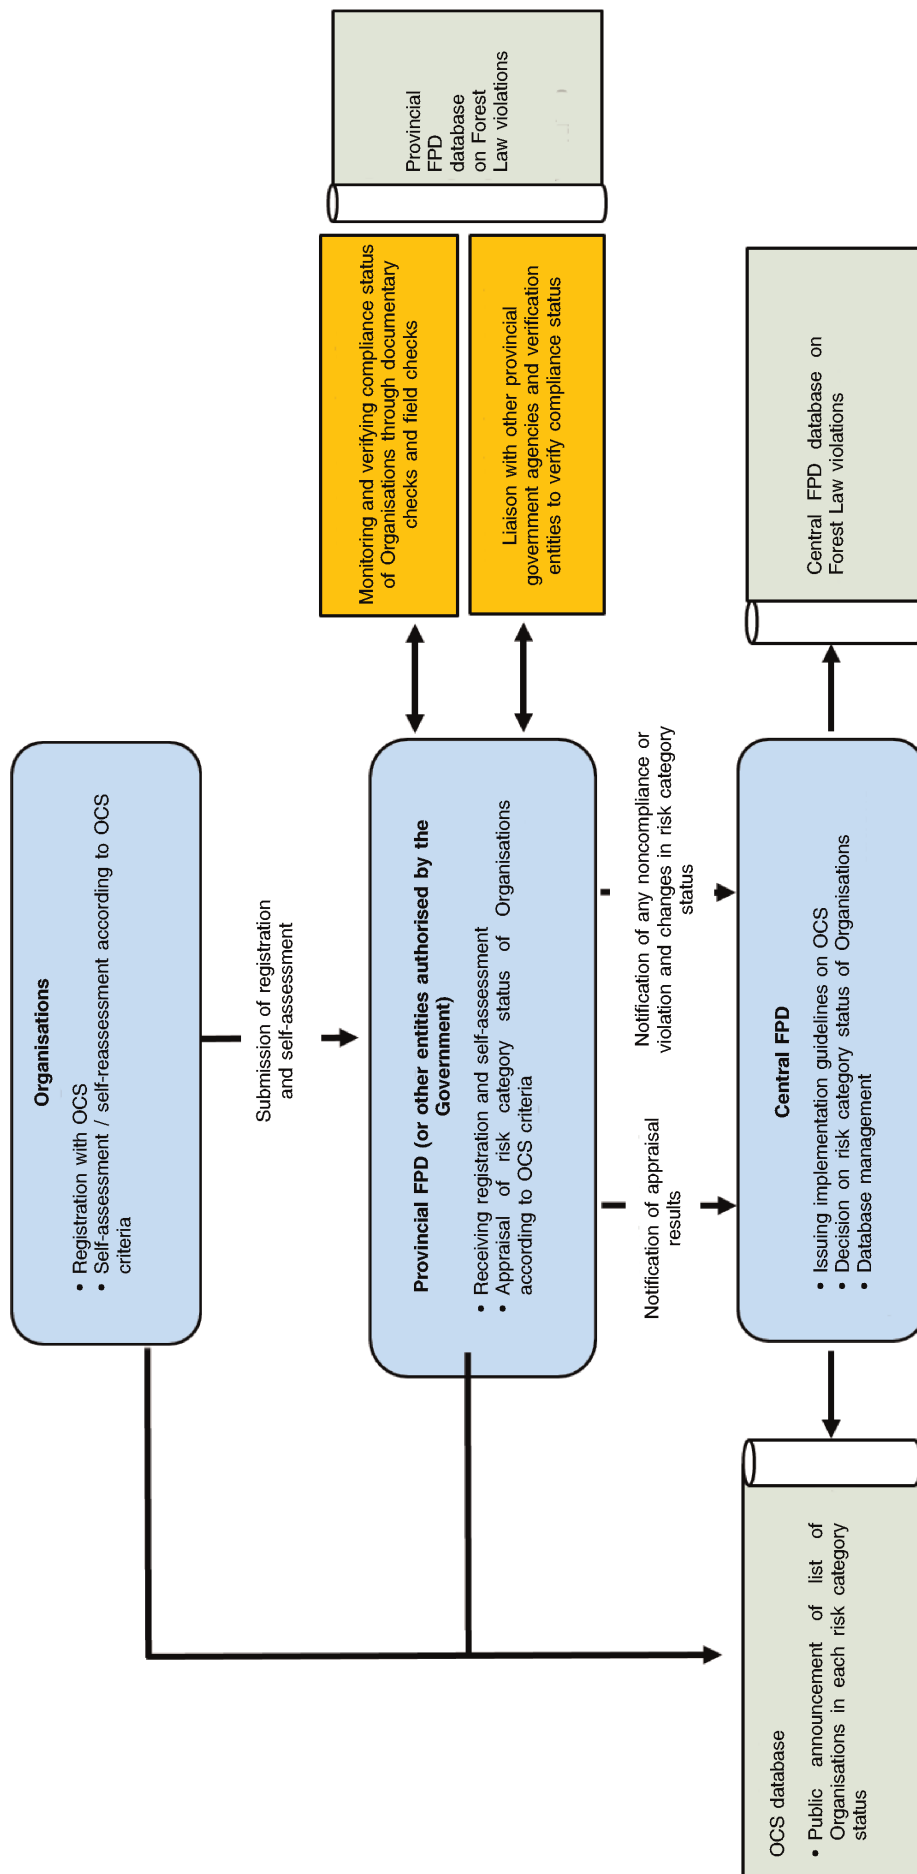 Organisations
• Registration with OCS
• Self-assessment / self-reassessment according to OCS
criteria
Submission of registration
and self-assessment
Provincial FPD (or other entities authorised by the
Government)
• Receiving registration and self-assessment
• Appraisal of risk category status of Organisations
according to OCS criteria
Monitoring and verifying compliance status
of Organisations through documentary
checks and field checks
Liaison with other provincial
government agencies and verification
entities to verify compliance status
Provincial
FPD
database
on Forest
Law violations
Notification of appraisal
results
Notification of any noncompliance or
violation and changes in risk category
status
Central FPD
• Issuing implementation guidelines on OCS
• Decision on risk category status of Organisations
• Database management
OCS database
• Public announcement of list of
Organisations in each risk category
status
Central FPD database on
Forest Law violations